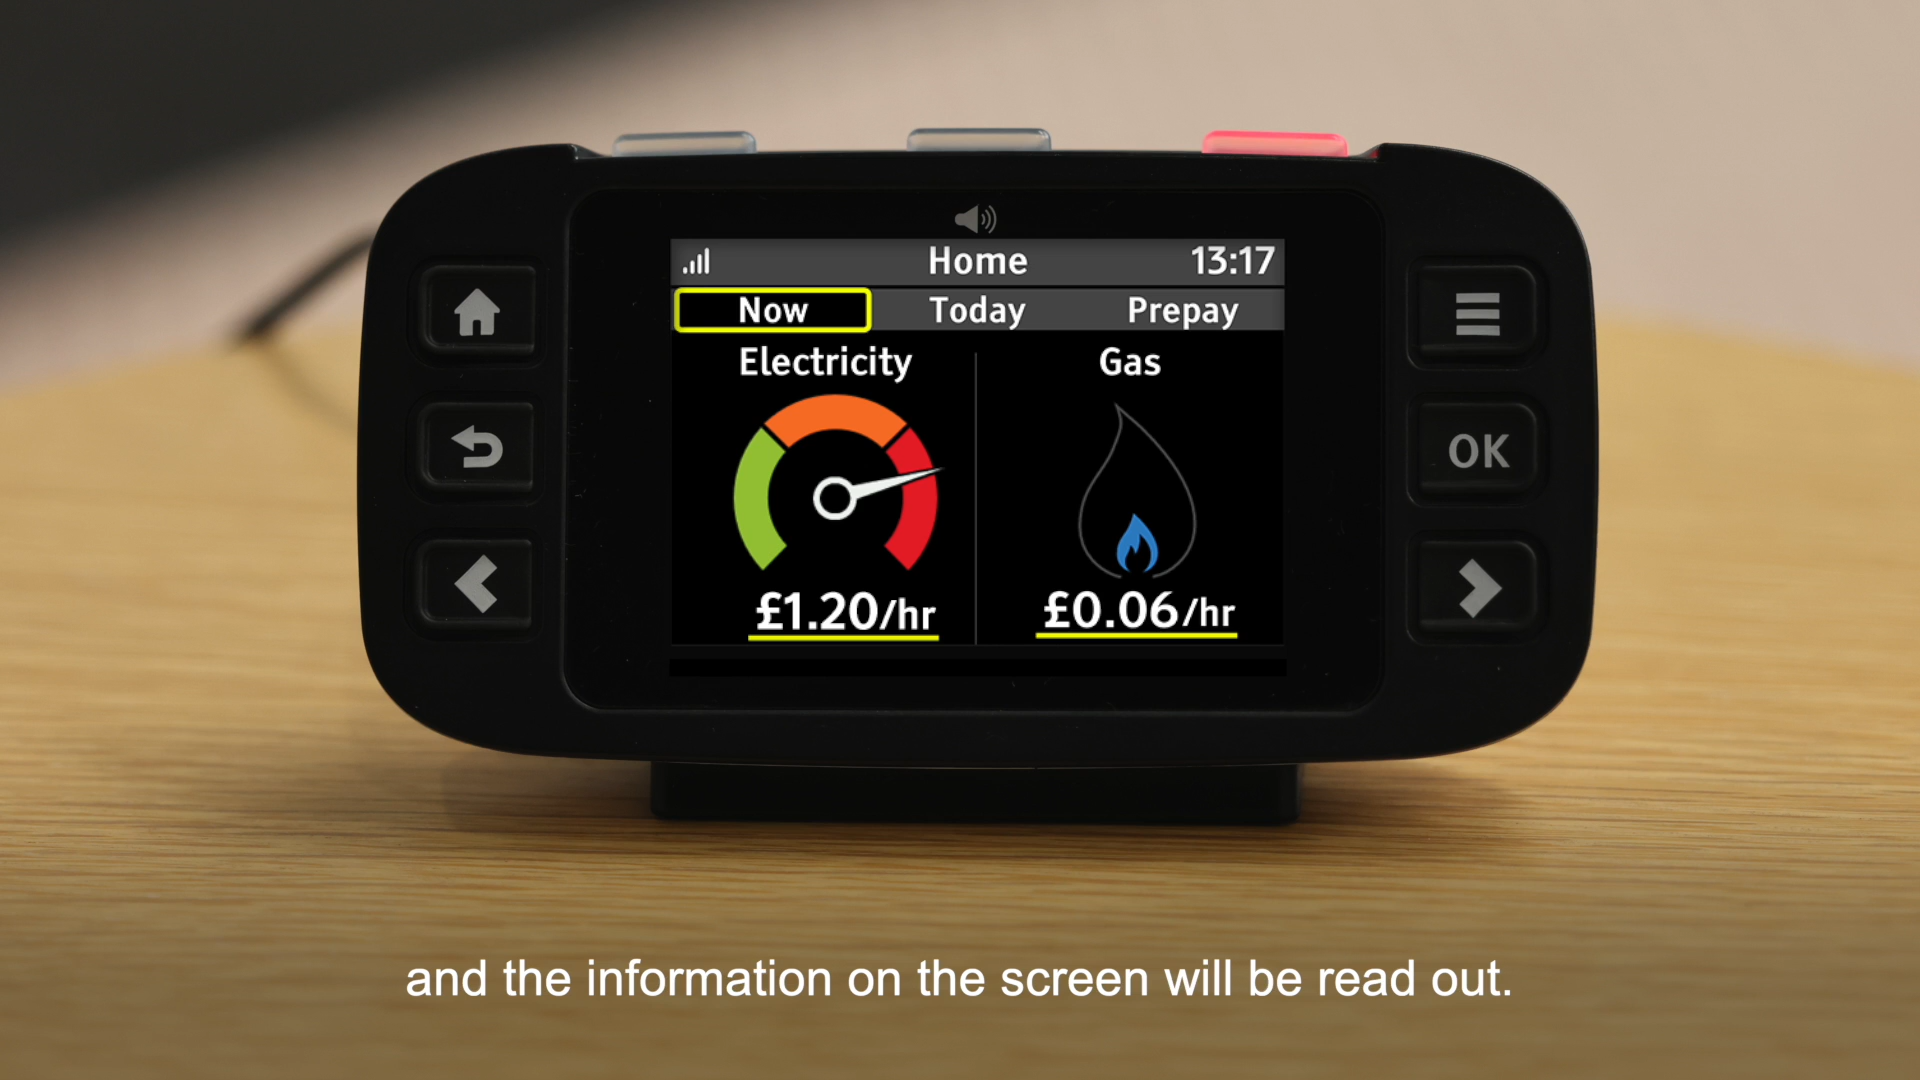 Home 13:17
Now Today Prepay
Electricity Gas
£1.20/hr £0.06/hr
OK
and the information on the screen will be read out.